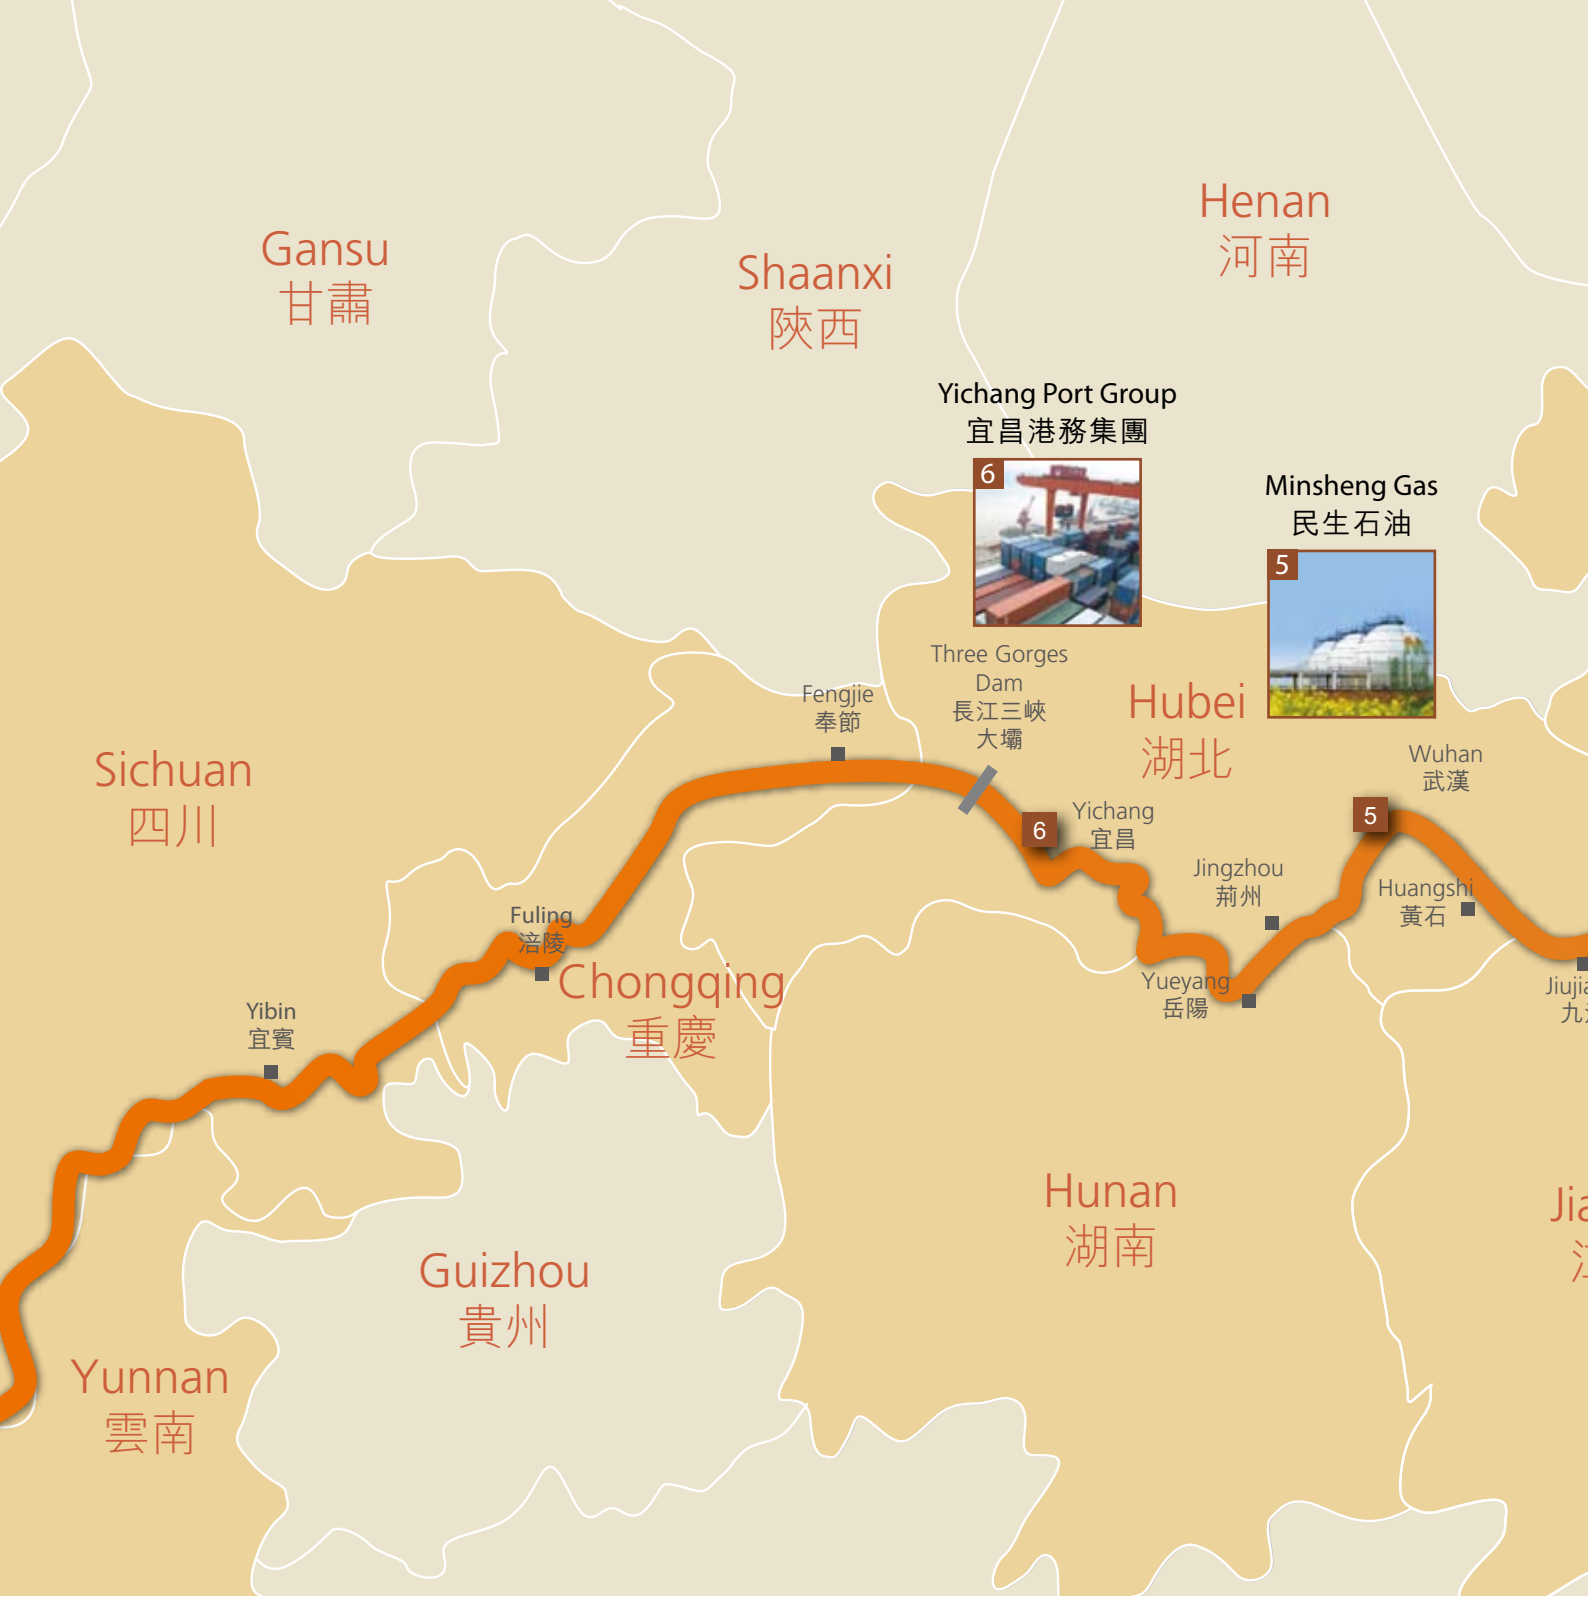 Henan
河南
Gansu
甘肅
Shaanxi
陝西
Yichang Port Group
宜昌港務集團
6
Minsheng Gas
民生石油
5
Three Gorges
Dam
長江三峽
大壩
Fengjie
奉節
Hubei
湖北
Wuhan
武漢
Sichuan
四川
6
Yichang
宜昌
5
Jingzhou
荊州
Huangshi
黃石
Fuling
涪陵
Chongqing
重慶
Yueyang
岳陽
Jiujia
九
Yibin
宜賓
Hunan
湖南
Jia
Guizhou
貴州
Yunnan
雲南